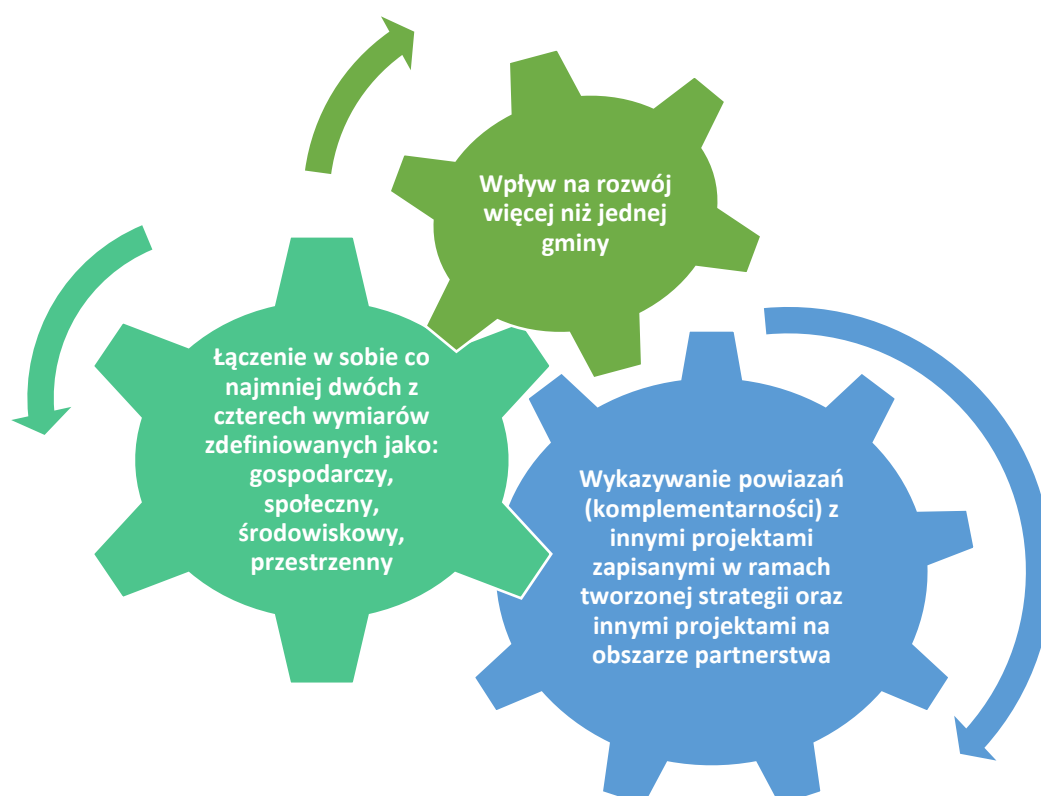 Wpływ na rozwój
więcej niż jednej
gminy
Łączenie w sobie co
najmniej dwóch z
czterech wymiarów
zdefiniowanych jako:
gospodarczy,
społeczny,
środowiskowy,
przestrzenny
Wykazywanie powiazań
(komplementarności) z
innymi projektami
zapisanymi w ramach
tworzonej strategii oraz
innymi projektami na
obszarze partnerstwa